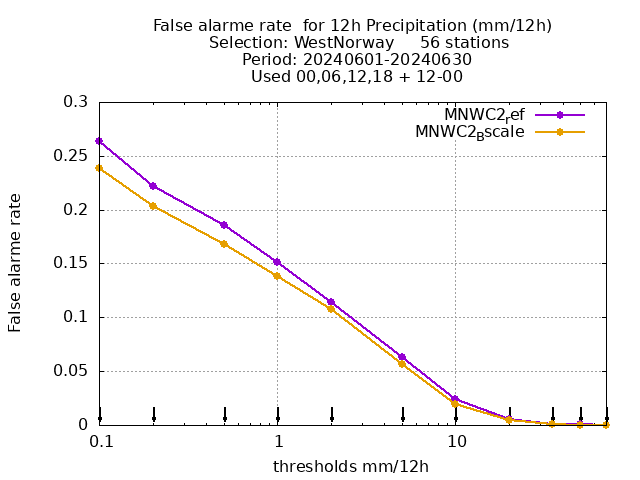 False alarme rate  for 12h Precipitation (mm/12h)
Selection: WestNorway     56 stations
Period: 20240601-20240630
Used 00,06,12,18 + 12-00
MNWC2ref
MNWC2Bscale
0.3
0.25
0.2
0.15
0.1
0.05
0
False alarme rate
0.1 1 10
thresholds mm/12h